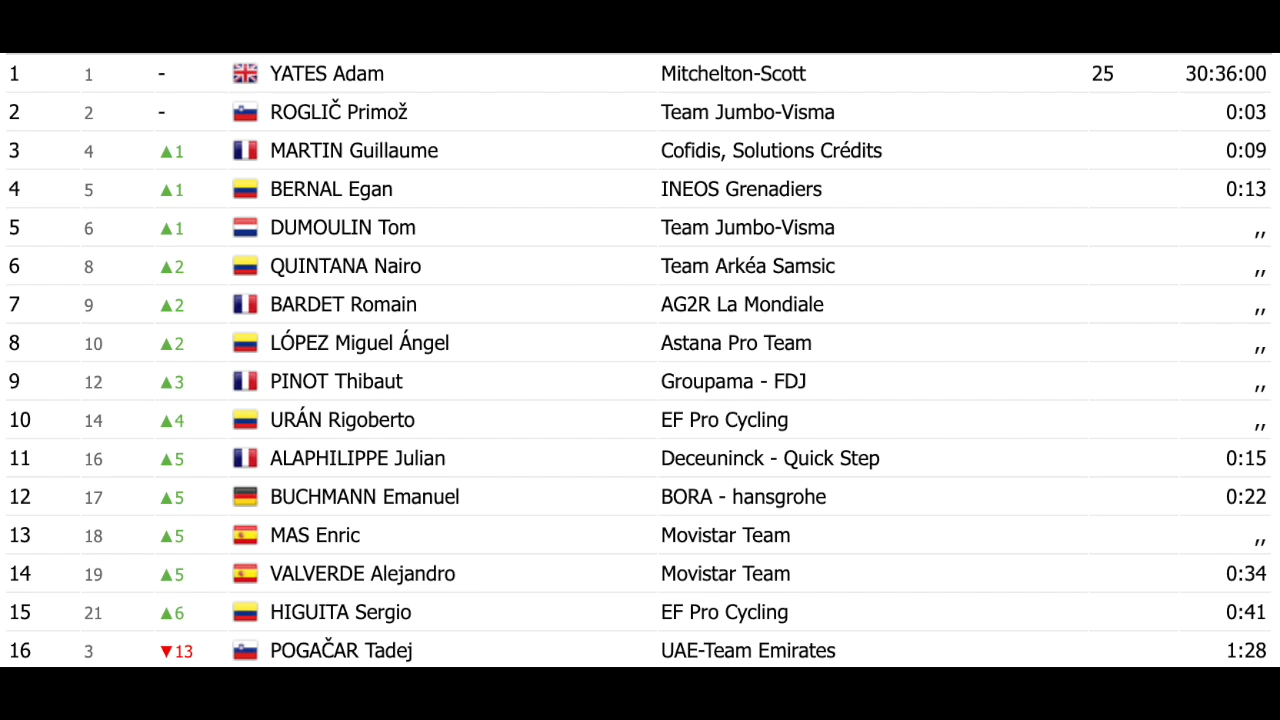 1 1 - YATES Adam Mitchelton-Scott 25 30:36:00
2 2 - ROGLIČ Primož Team Jumbo-Visma 0:03
3 4 ▲1 MARTIN Guillaume Cofidis, Solutions Crédits 0:09
4 5 ▲1 BERNAL Egan INEOS Grenadiers 0:13
5 6 ▲1 DUMOULIN Tom Team Jumbo-Visma ,,
6 8 ▲2 QUINTANA Nairo Team Arkéa Samsic ,,
7 9 ▲2 BARDET Romain AG2R La Mondiale ,,
8 10 ▲2 LÓPEZ Miguel Ángel Astana Pro Team ,,
9 12 ▲3 PINOT Thibaut Groupama - FDJ ,,
10 14 ▲4 URÁN Rigoberto EF Pro Cycling ,,
11 16 ▲5 ALAPHILIPPE Julian Deceuninck - Quick Step 0:15
12 17 ▲5 BUCHMANN Emanuel BORA - hansgrohe 0:22
13 18 ▲5 MAS Enric Movistar Team ,,
14 19 ▲5 VALVERDE Alejandro Movistar Team 0:34
15 21 ▲6 HIGUITA Sergio EF Pro Cycling 0:41
16 3 ▼13 POGAČAR Tadej UAE-Team Emirates 1:28